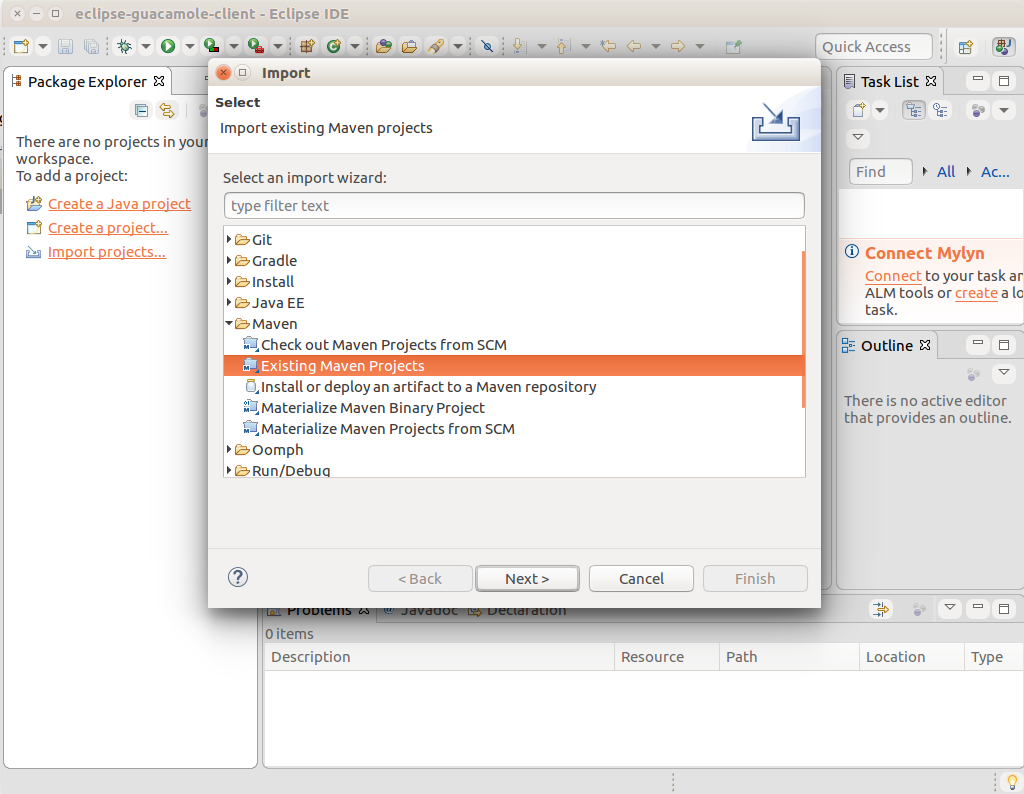 eclipse-guacamole-client - Eclipse IDE
Quick Access
Package Explorer
There are no projects in your
workspace.
To add a project:
Create a Java project
Create a project...
Import projects...
Import
Select
Import existing Maven projects
Select an import wizard:
type filter text
Git
Gradle
Install
Java EE
Maven
Check out Maven Projects from SCM
Existing Maven Projects
Install or deploy an artifact to a Maven repository
Materialize Maven Binary Project
Materialize Maven Projects from SCM
Oomph
Run/Debug
?
< Back
Next >
Cancel
Finish
Task List
Find
All
Ac...
Connect Mylyn
Connect to your task an
ALM tools or create a lo
task.
Outline
There is no active editor
that provides an outline.
Problems
@ Javadoc
Declaration
0 items
Description
Resource
Path
Location
Type